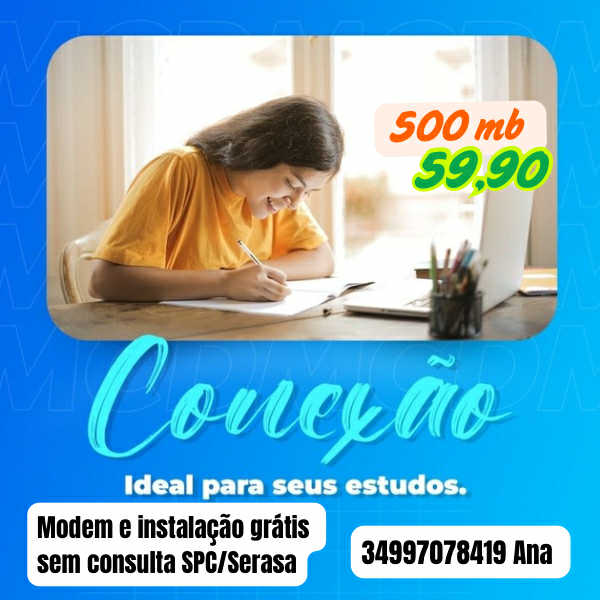 500 mb
59,90
Conexão
Ideal para seus estudos.
Modem e instalação grátis
sem consulta SPC/Serasa
34997078419 Ana